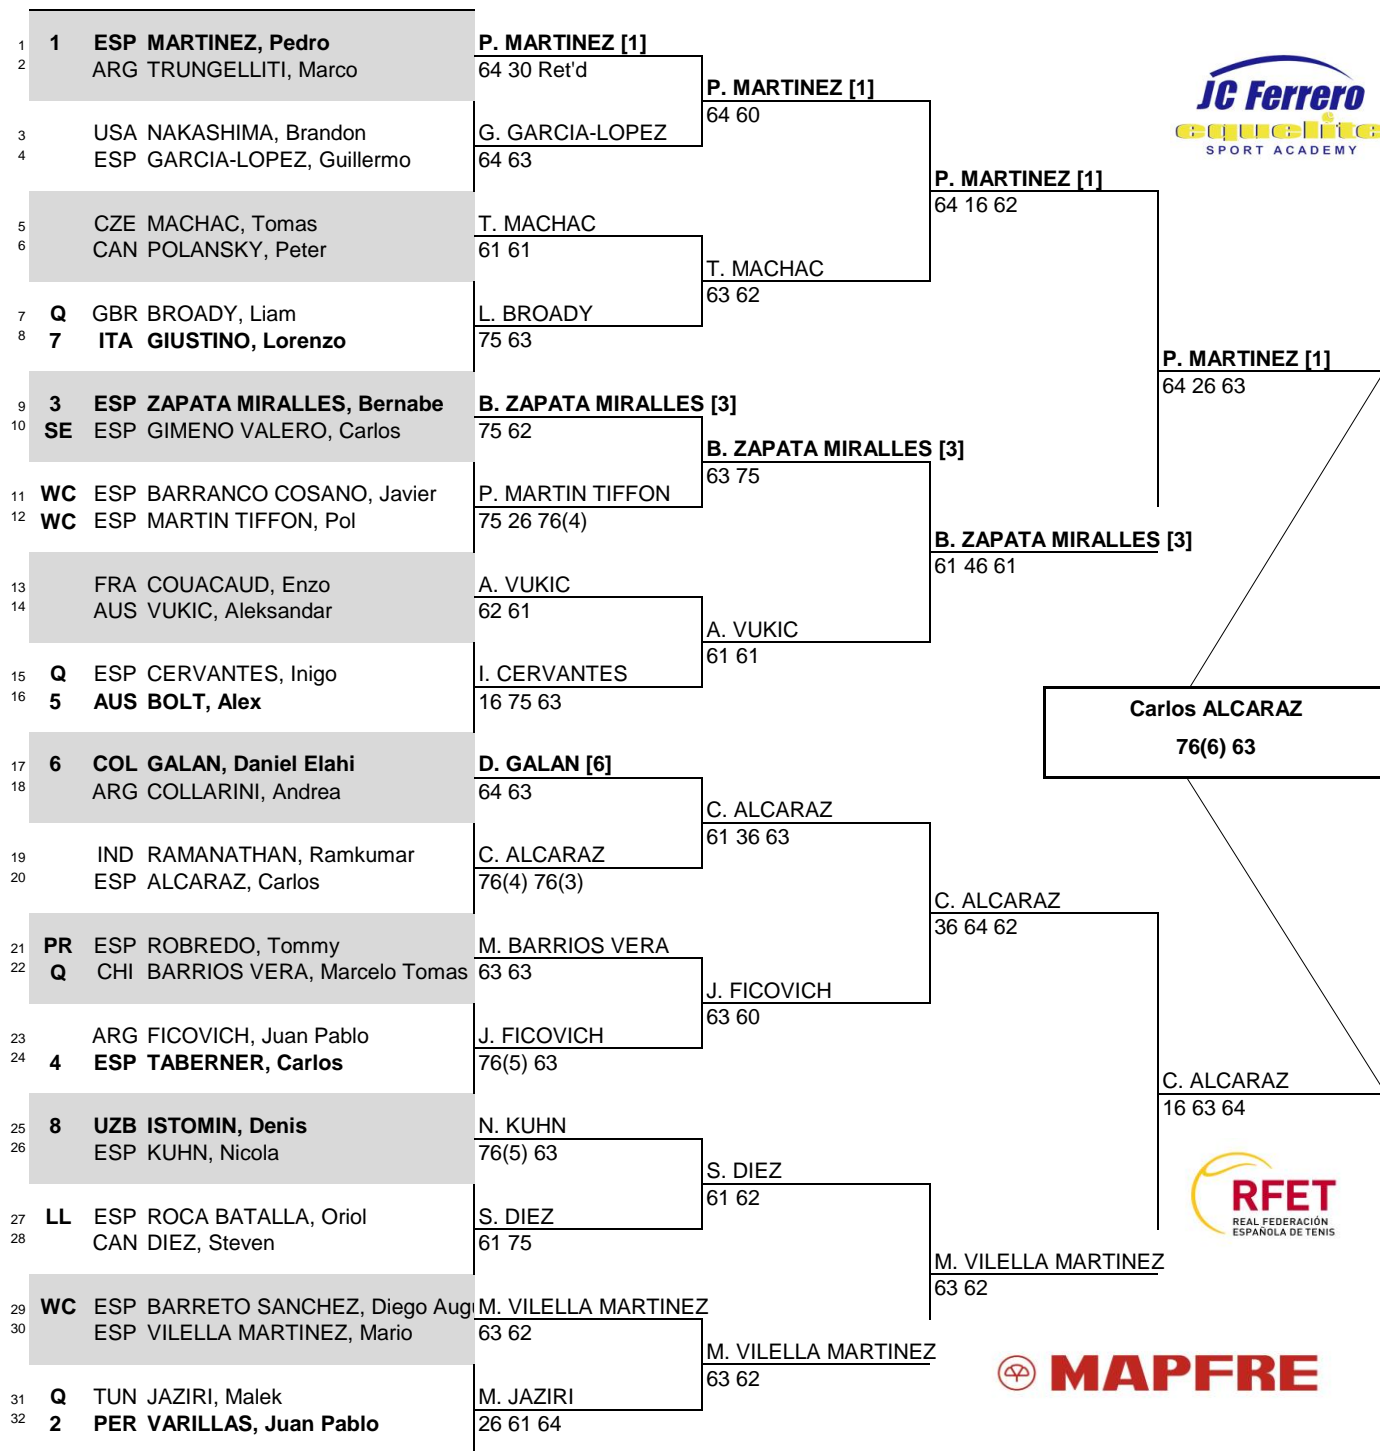 1 1 ESP MARTINEZ, Pedro
2 ARG TRUNGELLITI, Marco
3 USA NAKASHIMA, Brandon
4 ESP GARCIA-LOPEZ, Guillermo
5 CZE MACHAC, Tomas
6 CAN POLANSKY, Peter
7 Q GBR BROADY, Liam
8 7 ITA GIUSTINO, Lorenzo
9 3 ESP ZAPATA MIRALLES, Bernabe
10 SE ESP GIMENO VALERO, Carlos
11 WC ESP BARRANCO COSANO, Javier
12 WC ESP MARTIN TIFFON, Pol
13 FRA COUACAUD, Enzo
14 AUS VUKIC, Aleksandar
15 Q ESP CERVANTES, Inigo
16 5 AUS BOLT, Alex
17 6 COL GALAN, Daniel Elahi
18 ARG COLLARINI, Andrea
19 IND RAMANATHAN, Ramkumar
20 ESP ALCARAZ, Carlos
21 PR ESP ROBREDO, Tommy
22 Q CHI BARRIOS VERA, Marcelo Tomas
23 ARG FICOVICH, Juan Pablo
24 4 ESP TABERNER, Carlos
25 8 UZB ISTOMIN, Denis
26 ESP KUHN, Nicola
27 LL ESP ROCA BATALLA, Oriol
28 CAN DIEZ, Steven
29 WC ESP BARRETO SANCHEZ, Diego Aug
30 ESP VILELLA MARTINEZ, Mario
31 Q TUN JAZIRI, Malek
32 2 PER VARILLAS, Juan Pablo
P. MARTINEZ [1]
64 30 Ret'd
G. GARCIA-LOPEZ
64 63
T. MACHAC
61 61
L. BROADY
75 63
B. ZAPATA MIRALLES [3]
75 62
P. MARTIN TIFFON
75 26 76(4)
A. VUKIC
62 61
I. CERVANTES
16 75 63
D. GALAN [6]
64 63
C. ALCARAZ
76(4) 76(3)
M. BARRIOS VERA
63 63
J. FICOVICH
76(5) 63
N. KUHN
76(5) 63
S. DIEZ
61 75
M. VILELLA MARTINEZ
63 62
M. JAZIRI
26 61 64
P. MARTINEZ [1]
64 60
T. MACHAC
63 62
B. ZAPATA MIRALLES [3]
63 75
A. VUKIC
61 61
C. ALCARAZ
61 36 63
J. FICOVICH
63 60
S. DIEZ
61 62
M. VILELLA MARTINEZ
63 62
P. MARTINEZ [1]
64 16 62
B. ZAPATA MIRALLES [3]
61 46 61
C. ALCARAZ
36 64 62
M. VILELLA MARTINEZ
63 62
P. MARTINEZ [1]
64 26 63
C. ALCARAZ
16 63 64
Carlos ALCARAZ
76(6) 63
JC Ferrero
equelite
SPORT ACADEMY
RFET
REAL FEDERACIÓN
ESPAÑOLA DE TENIS
MAPFRE